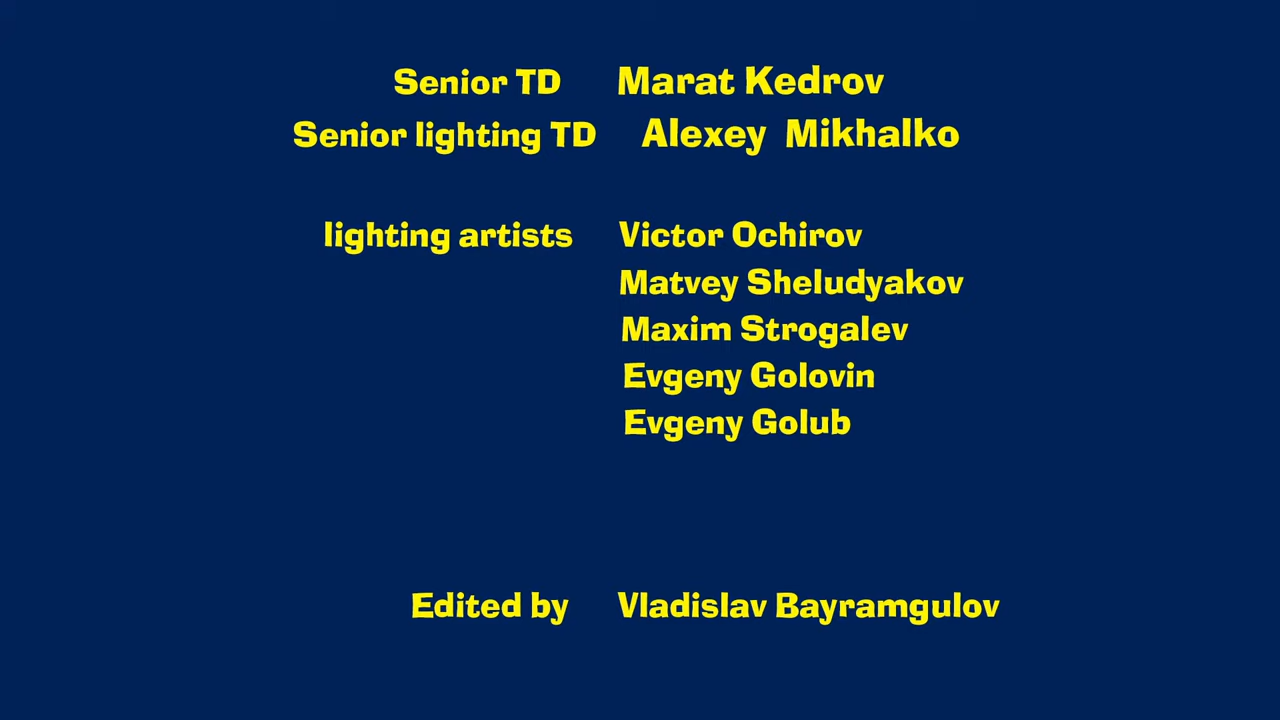 Senior TD Marat Kedrov
Senior lighting TD Alexey Mikhalko
lighting artists Victor Ochirov
Matvey Sheludyakov
Maxim Strogalev
Evgeny Golovin
Evgeny Golub
Edited by Vladislav Bayramgulov